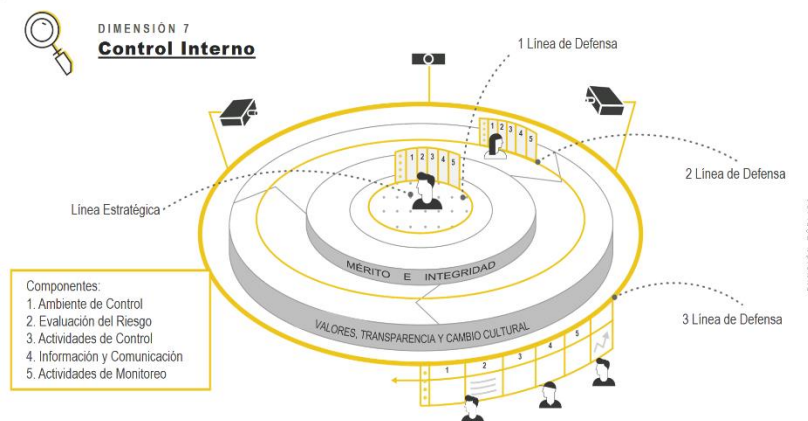 DIMENSIÓN 7
Control Interno
1 Línea de Defensa
1 2 3 4 5
2 Línea de Defensa
1 2 3 4 5
Línea Estratégica
MÉRITO E INTEGRIDAD
VALORES, TRANSPARENCIA Y CAMBIO CULTURAL
3 Línea de Defensa
Componentes:
1. Ambiente de Control
2. Evaluación del Riesgo
3. Actividades de Control
4. Información y Comunicación
5. Actividades de Monitoreo
1 2 3 4 5